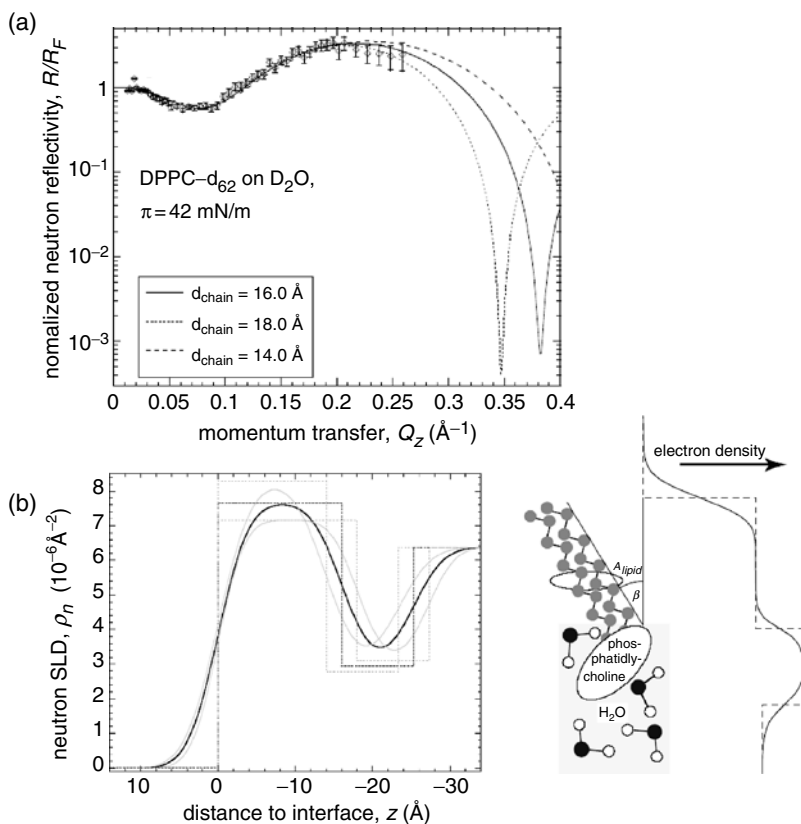 (a)
nomalized neutron reflectivity, R/R_F
1
10⁻¹
10⁻²
10⁻³
DPPC–d₆₂ on D₂O,
π = 42 mN/m
d_chain = 16.0 Å
d_chain = 18.0 Å
d_chain = 14.0 Å
0 0.05 0.1 0.15 0.2 0.25 0.3 0.35 0.4
momentum transfer, Q_z (Å⁻¹)
(b)
neutron SLD, ρ_n (10⁻⁶Å⁻²)
8
7
6
5
4
3
2
1
0
10 0 −10 −20 −30
distance to interface, z (Å)
electron density
A_lipid
β
phos-
phatidly-
choline
H₂O